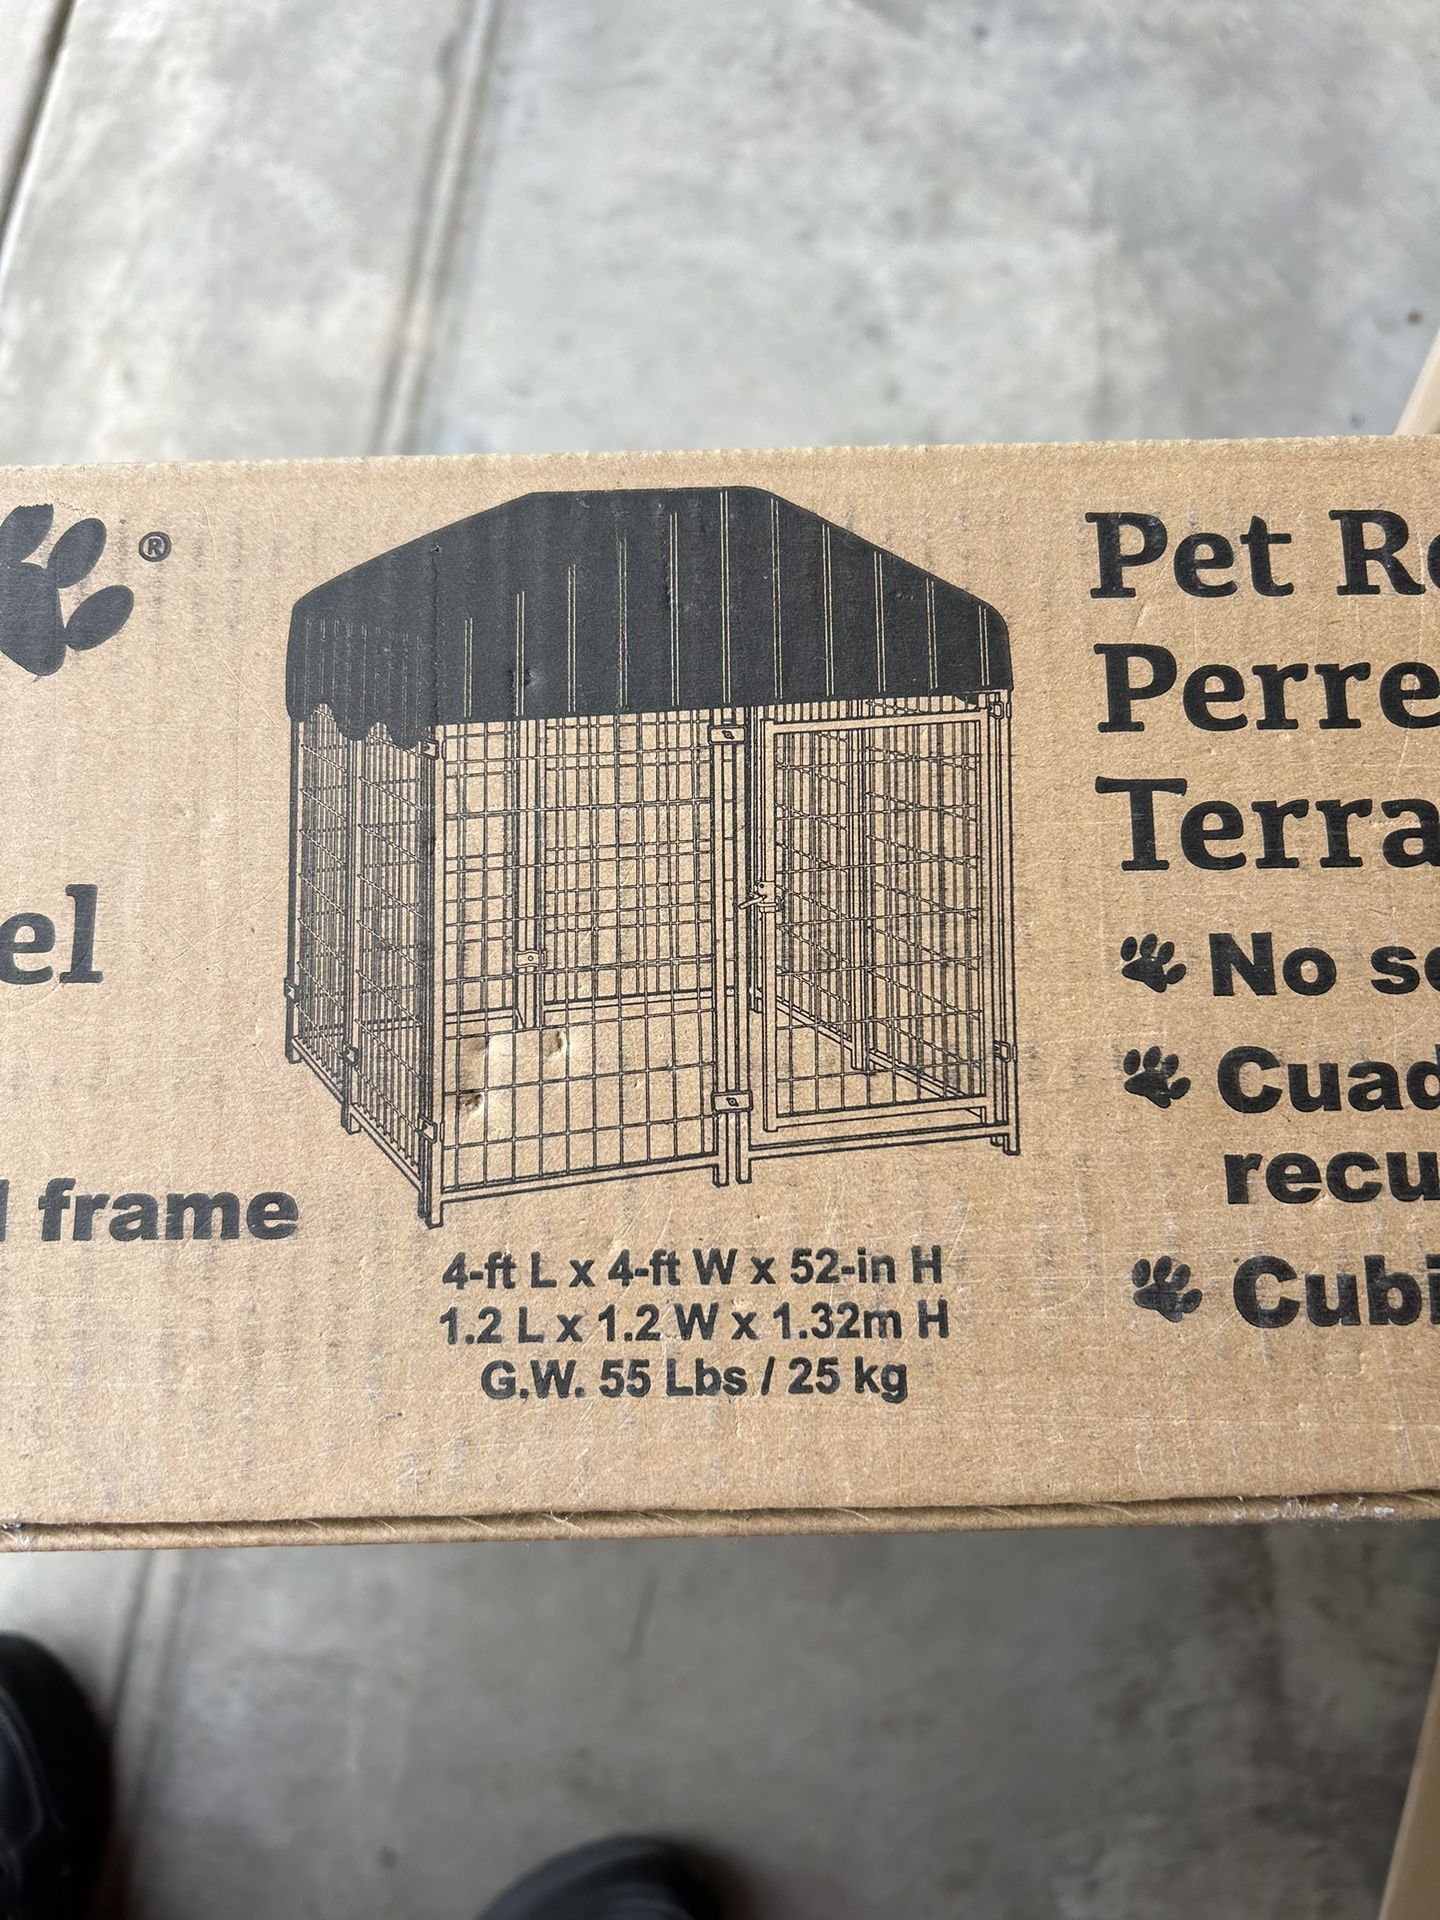 ®
el
frame
4-ft L x 4-ft W x 52-in H
1.2 L x 1.2 W x 1.32m H
G.W. 55 Lbs / 25 kg
Pet R
Perre
Terra
No se
Cuad
recu
Cubi